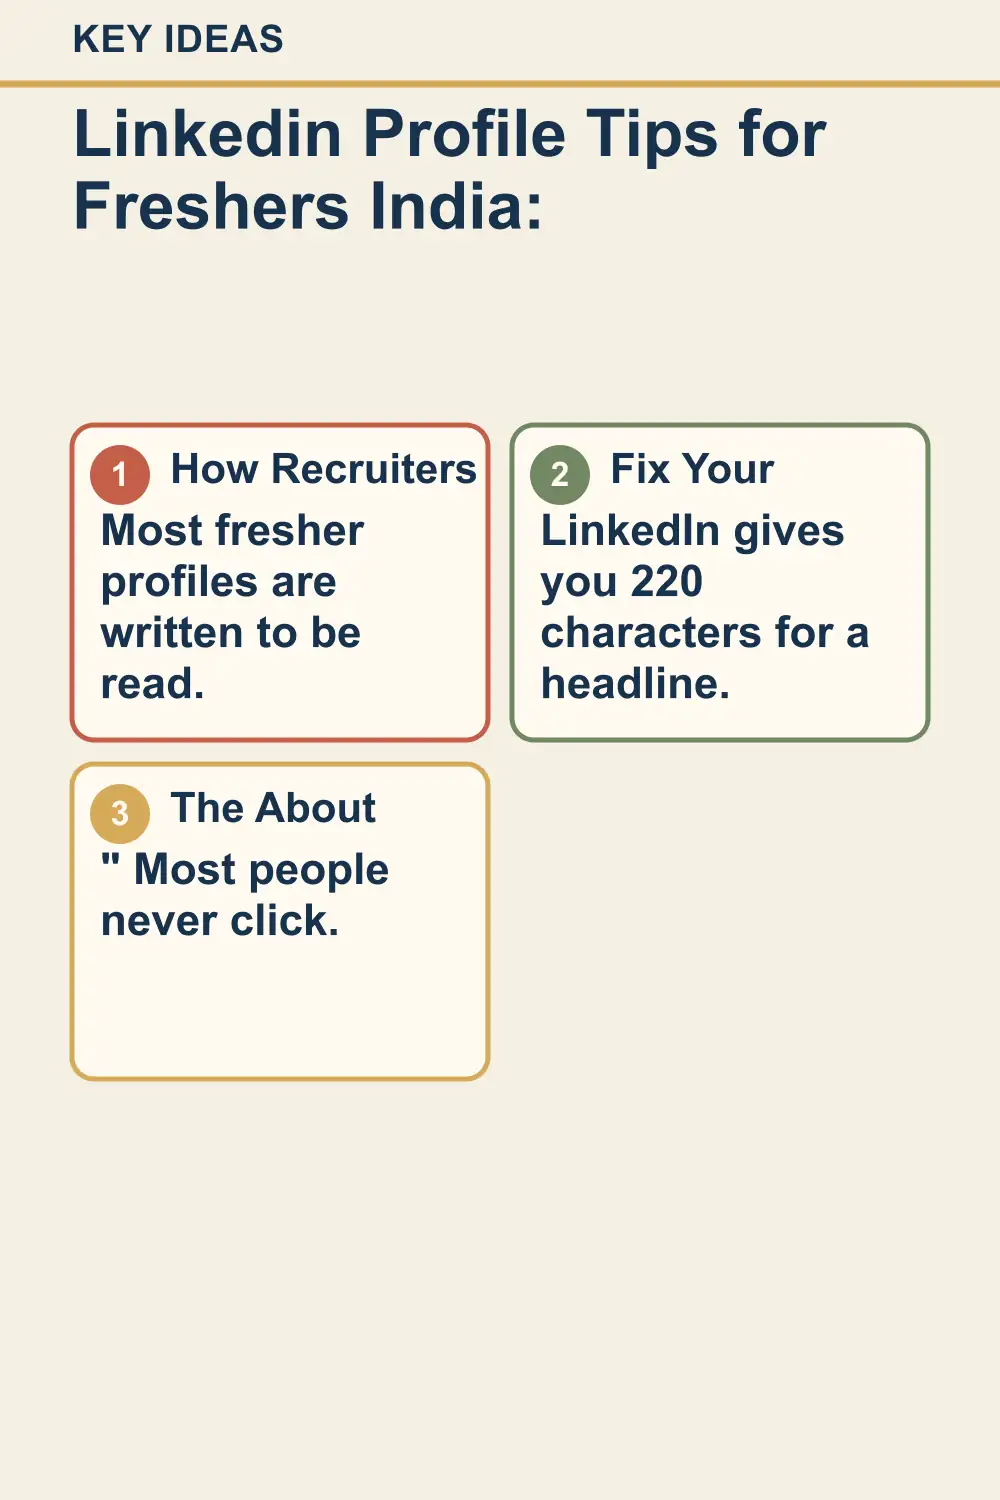 KEY IDEAS
Linkedin Profile Tips for
Freshers India:
1 How Recruiters
Most fresher
profiles are
written to be
read.
2 Fix Your
LinkedIn gives
you 220
characters for a
headline.
3 The About
" Most people
never click.